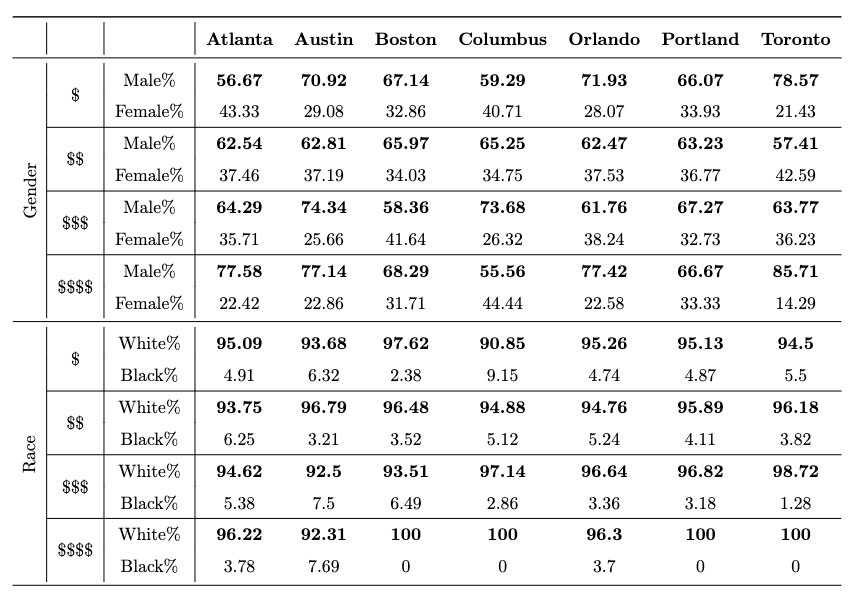 Atlanta Austin Boston Columbus Orlando Portland Toronto
Gender
$
Male% 56.67 70.92 67.14 59.29 71.93 66.07 78.57
Female% 43.33 29.08 32.86 40.71 28.07 33.93 21.43
$$
Male% 62.54 62.81 65.97 65.25 62.47 63.23 57.41
Female% 37.46 37.19 34.03 34.75 37.53 36.77 42.59
$$$
Male% 64.29 74.34 58.36 73.68 61.76 67.27 63.77
Female% 35.71 25.66 41.64 26.32 38.24 32.73 36.23
$$$$
Male% 77.58 77.14 68.29 55.56 77.42 66.67 85.71
Female% 22.42 22.86 31.71 44.44 22.58 33.33 14.29
Race
$
White% 95.09 93.68 97.62 90.85 95.26 95.13 94.5
Black% 4.91 6.32 2.38 9.15 4.74 4.87 5.5
$$
White% 93.75 96.79 96.48 94.88 94.76 95.89 96.18
Black% 6.25 3.21 3.52 5.12 5.24 4.11 3.82
$$$
White% 94.62 92.5 93.51 97.14 96.64 96.82 98.72
Black% 5.38 7.5 6.49 2.86 3.36 3.18 1.28
$$$$
White% 96.22 92.31 100 100 96.3 100 100
Black% 3.78 7.69 0 0 3.7 0 0